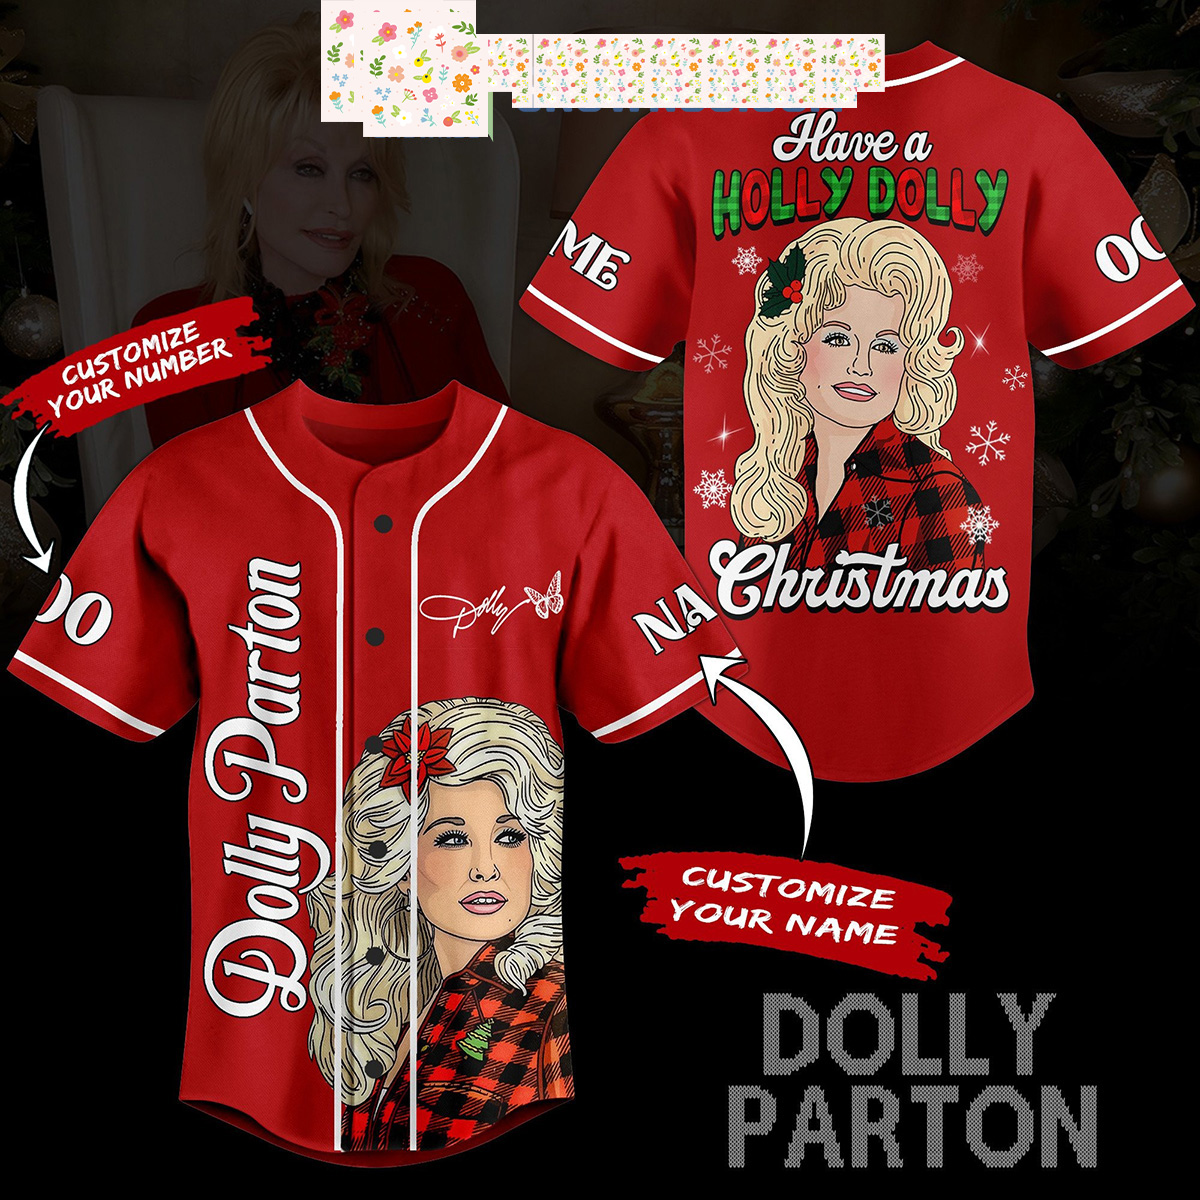 Have a
HOLLY DOLLY
ME
00
CUSTOMIZE
YOUR NUMBER
Christmas
00
Dolly Parton
Dolly
NA
CUSTOMIZE
YOUR NAME
DOLLY
PARTON